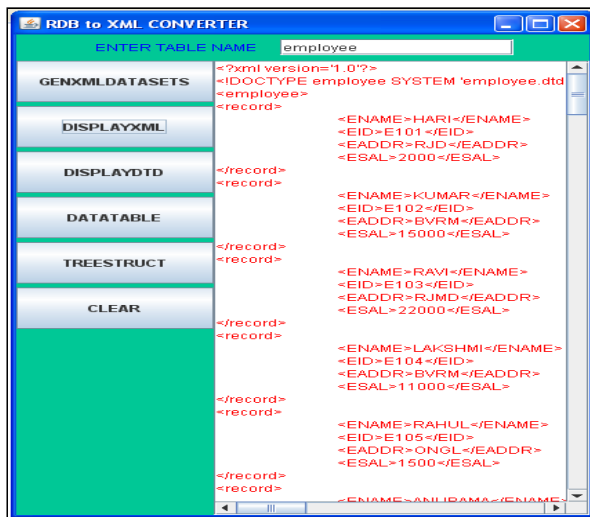 RDB to XML CONVERTER
ENTER TABLE NAME employee
GENXMLDATASETS
DISPLAYXML
DISPLAYDTD
DATATABLE
TREESTRUCT
CLEAR
<?xml version='1.0'?>
<!DOCTYPE employee SYSTEM 'employee.dtd
<employee>
<record>
<ENAME>HARI</ENAME>
<EID>E101</EID>
<EADDR>RJD</EADDR>
<ESAL>2000</ESAL>
</record>
<record>
<ENAME>KUMAR</ENAME>
<EID>E102</EID>
<EADDR>BVRM</EADDR>
<ESAL>15000</ESAL>
</record>
<record>
<ENAME>RAVI</ENAME>
<EID>E103</EID>
<EADDR>RJMD</EADDR>
<ESAL>22000</ESAL>
</record>
<record>
<ENAME>LAKSHMI</ENAME>
<EID>E104</EID>
<EADDR>BVRM</EADDR>
<ESAL>11000</ESAL>
</record>
<record>
<ENAME>RAHUL</ENAME>
<EID>E105</EID>
<EADDR>ONGL</EADDR>
<ESAL>1500</ESAL>
</record>
<record>
<ENAME>ANURAMA</ENAME>